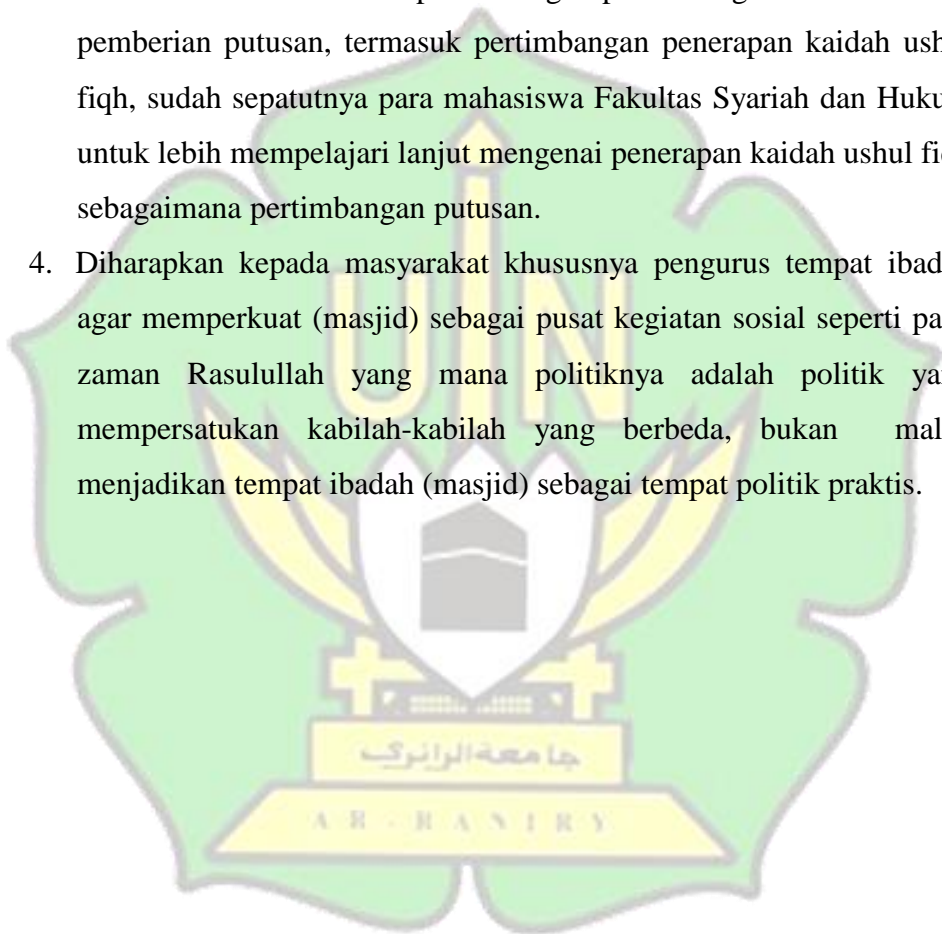 pemberian putusan, termasuk pertimbangan penerapan kaidah ush
fiqh, sudah sepatutnya para mahasiswa Fakultas Syariah dan Huku
untuk lebih mempelajari lanjut mengenai penerapan kaidah ushul fi
sebagaimana pertimbangan putusan.
4. Diharapkan kepada masyarakat khususnya pengurus tempat ibad
agar memperkuat (masjid) sebagai pusat kegiatan sosial seperti pa
zaman Rasulullah yang mana politiknya adalah politik ya
mempersatukan kabilah-kabilah yang berbeda, bukan mal
menjadikan tempat ibadah (masjid) sebagai tempat politik praktis.
UIN
جامعة الرانري
AR-RANIRY